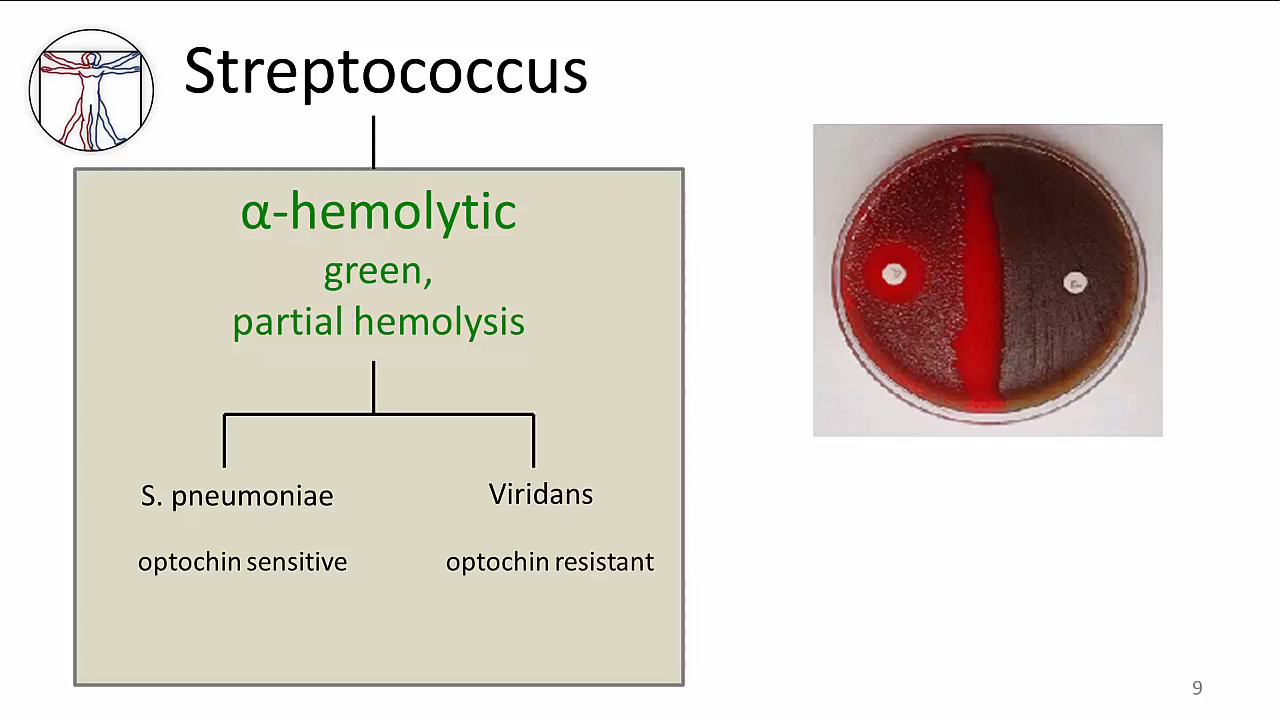 Streptococcus
α-hemolytic
green,
partial hemolysis
S. pneumoniae
Viridans
optochin sensitive
optochin resistant
9